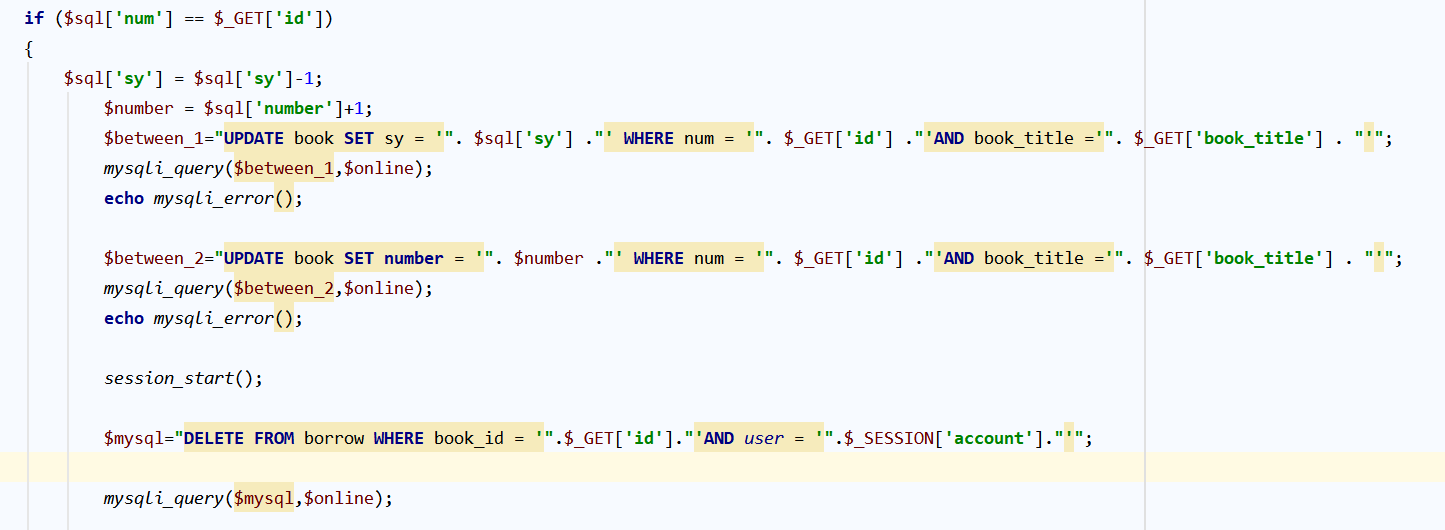 if ($sql['num'] == $_GET['id'])
{
$sql['sy'] = $sql['sy']-1;
$number = $sql['number']+1;
$between_1="UPDATE book SET sy = '". $sql['sy'] ."' WHERE num = '". $_GET['id'] ."'AND book_title ='". $_GET['book_title'] . "'";
mysqli_query($between_1,$online);
echo mysqli_error();
$between_2="UPDATE book SET number = '". $number ."' WHERE num = '". $_GET['id'] ."'AND book_title ='". $_GET['book_title'] . "'";
mysqli_query($between_2,$online);
echo mysqli_error();
session_start();
$mysql="DELETE FROM borrow WHERE book_id = '".$_GET['id']."'AND user = '".$_SESSION['account']."'";
mysqli_query($mysql,$online);